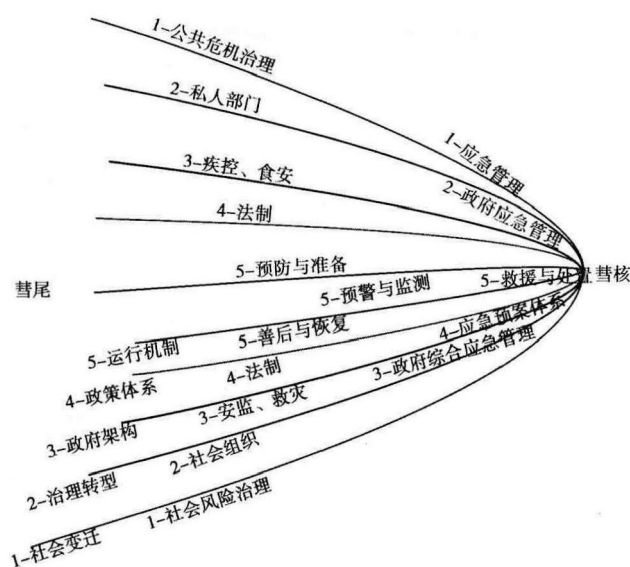 1-公共危机治理
2-私人部门
1-应急管理
3-疾控、食安
2-政府应急管理
4-法制
5-预防与准备
5-救援与处置
彗核
彗尾
5-预警与监测
4-应急预案体系
5-善后与恢复
5-运行机制
3-政府综合应急管理
4-法制
4-政策体系
3-安监、救灾
3-政府架构
2-社会组织
2-治理转型
1-社会风险治理
1-社会变迁